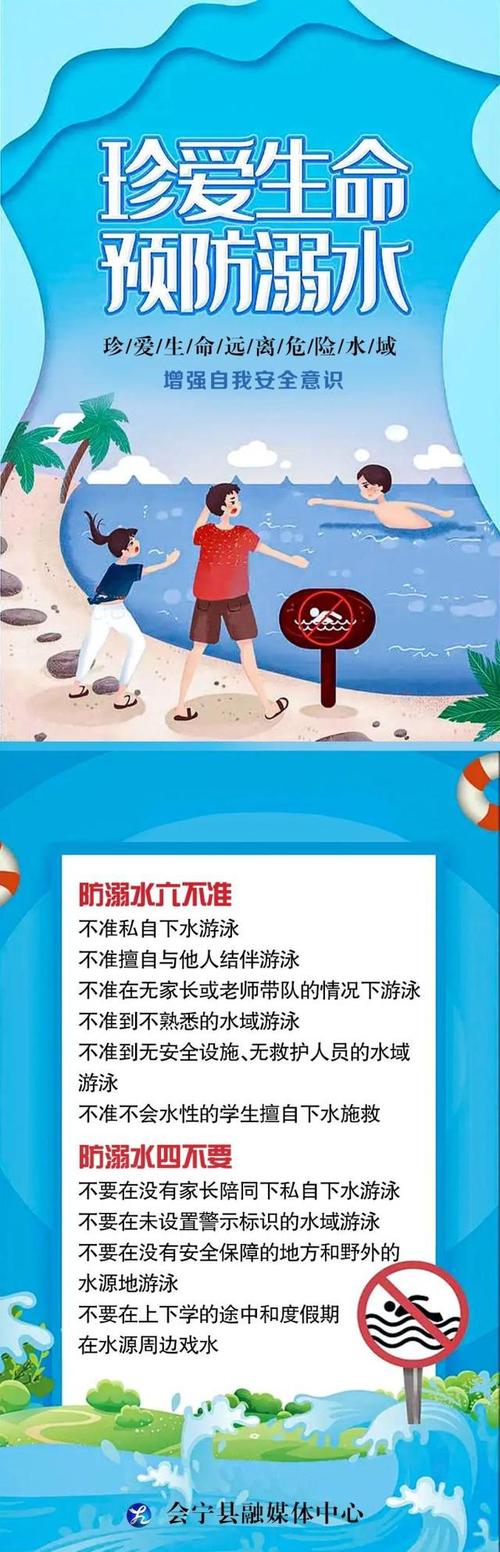 珍爱生命
预防溺水
珍/爱/生/命/远/离/危/险/水/域
增强自我安全意识
防溺水六不准
不准私自下水游泳
不准擅自与他人结伴游泳
不准在无家长或老师带队的情况下游泳
不准到不熟悉的水域游泳
不准到无安全设施、无救护人员的水域
游泳
不准不会水性的学生擅自下水施救
防溺水四不要
不要在没有家长陪同下私自下水游泳
不要在未设置警示标识的水域游泳
不要在没有安全保障的地方和野外的
水源地游泳
不要在上下学的途中和度假期
在水源周边戏水
会宁县融媒体中心